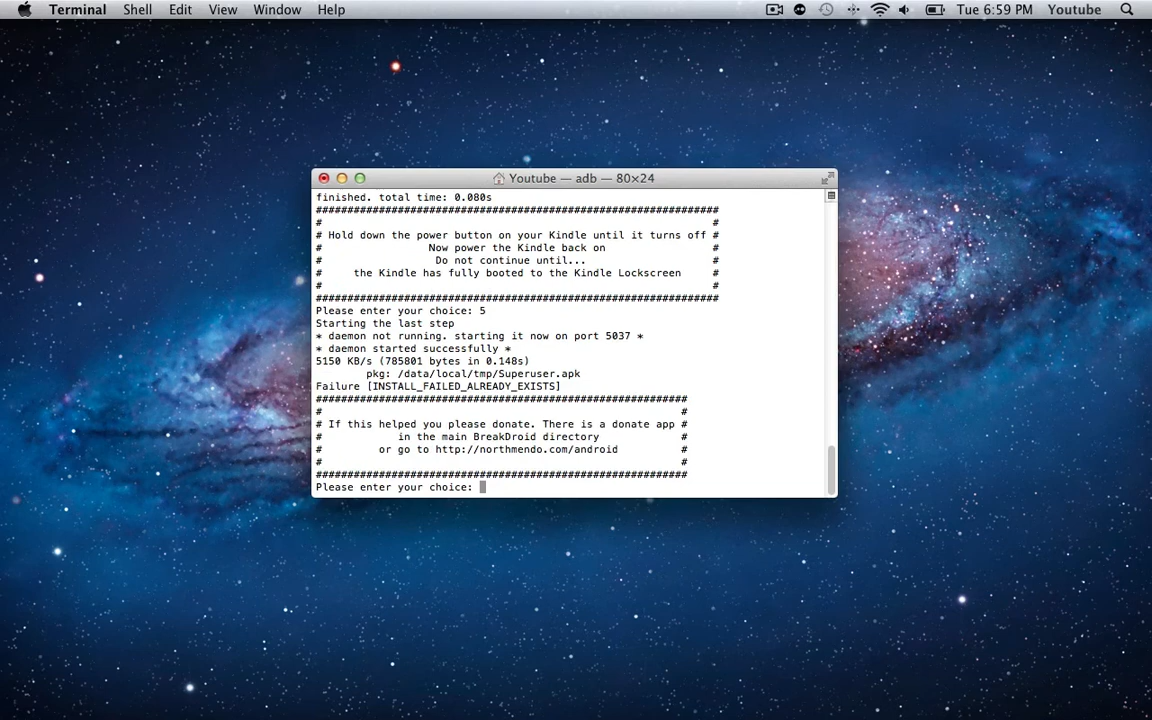 Terminal Shell Edit View Window Help Tue 6:59 PM Youtube
Youtube — adb — 80×24
finished. total time: 0.080s
################################################################
#                                                              #
# Hold down the power button on your Kindle until it turns off #
#                 Now power the Kindle back on                 #
#                  Do not continue until...                    #
#     the Kindle has fully booted to the Kindle Lockscreen     #
#                                                              #
################################################################
Please enter your choice: 5
Starting the last step
* daemon not running. starting it now on port 5037 *
* daemon started successfully *
5150 KB/s (785801 bytes in 0.148s)
        pkg: /data/local/tmp/Superuser.apk
Failure [INSTALL_FAILED_ALREADY_EXISTS]
###########################################################
#                                                         #
# If this helped you please donate. There is a donate app #
#            in the main BreakDroid directory             #
#         or go to http://northmendo.com/android          #
#                                                         #
###########################################################
Please enter your choice: